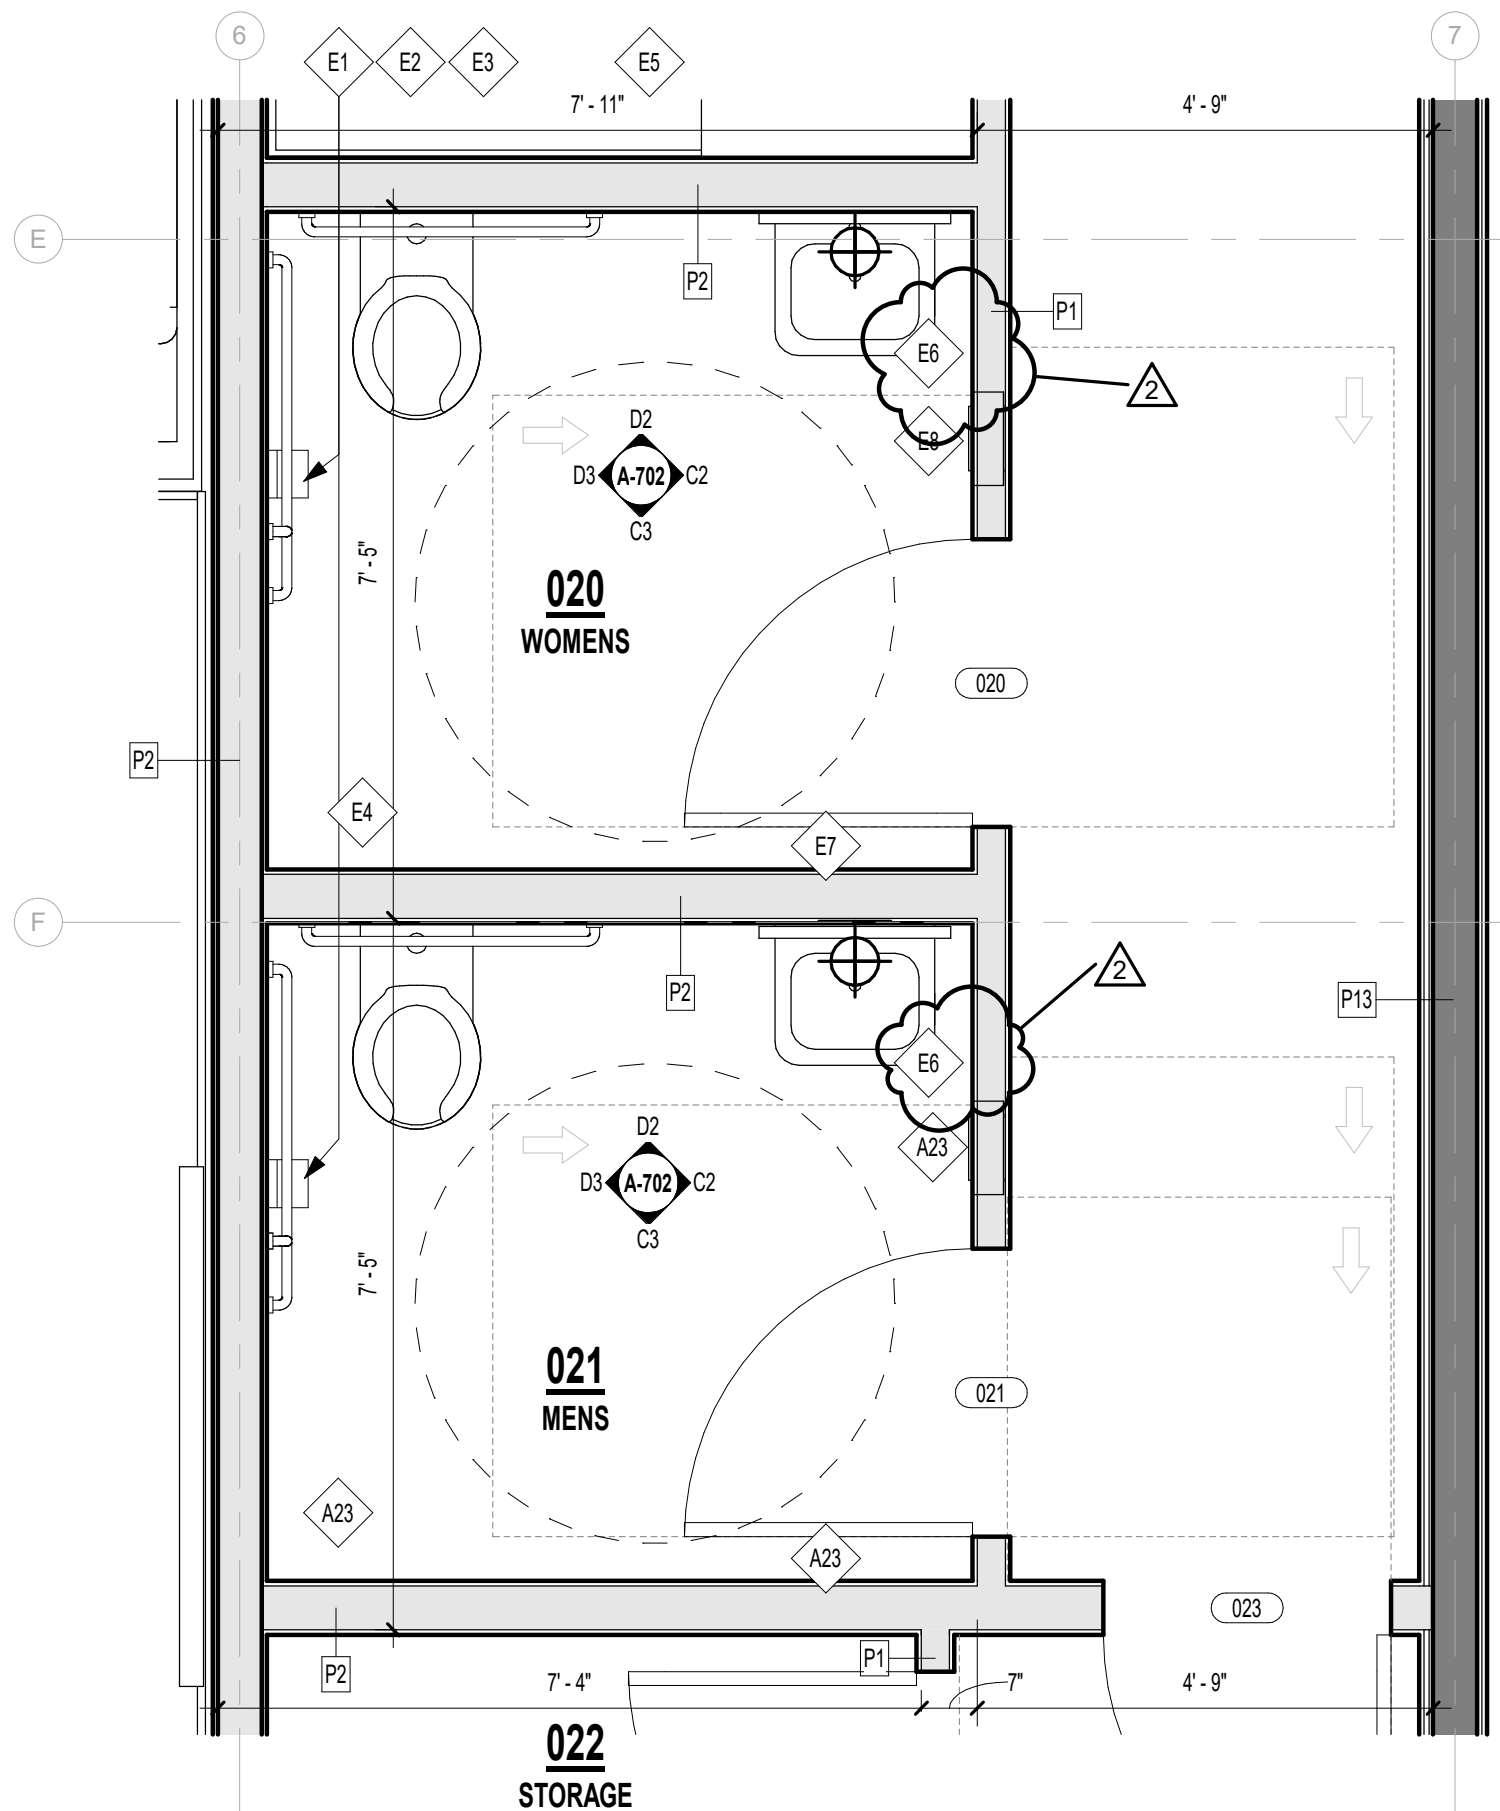 6
7
E1
E2
E3
E5
7' - 11"
4' - 9"
E
P2
P1
E6
2
E8
D2
D3
A-702
C2
C3
7' - 5"
020
WOMENS
020
P2
E4
E7
F
2
P2
P13
E6
A23
D2
D3
A-702
C2
C3
7' - 5"
021
MENS
021
A23
A23
023
P2
P1
7' - 4"
7"
4' - 9"
022
STORAGE